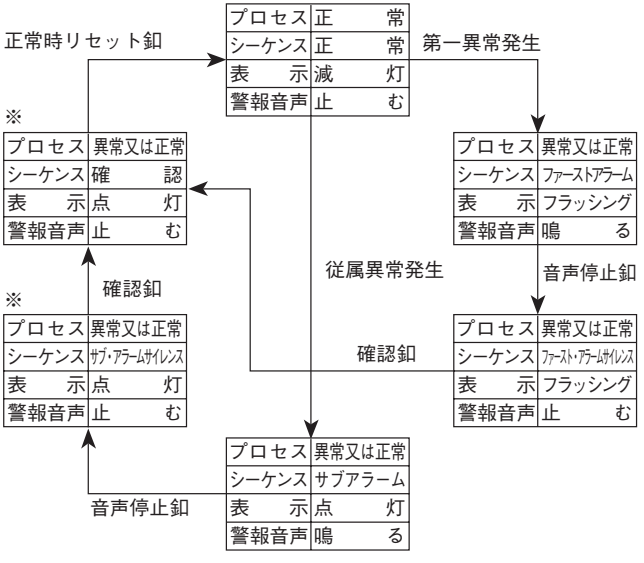 プロセス 正常
シーケンス 正常
表示 減灯
警報音声 止む
正常時リセット釦
第一異常発生
※
プロセス 異常又は正常
シーケンス 確認
表示 点灯
警報音声 止む
プロセス 異常又は正常
シーケンス ファーストアラーム
表示 フラッシング
警報音声 鳴る
従属異常発生
音声停止釦
確認釦
※
プロセス 異常又は正常
シーケンス サブ・アラームサイレンス
表示 点灯
警報音声 止む
確認釦
プロセス 異常又は正常
シーケンス ファースト・アラームサイレンス
表示 フラッシング
警報音声 止む
音声停止釦
プロセス 異常又は正常
シーケンス サブアラーム
表示 点灯
警報音声 鳴る